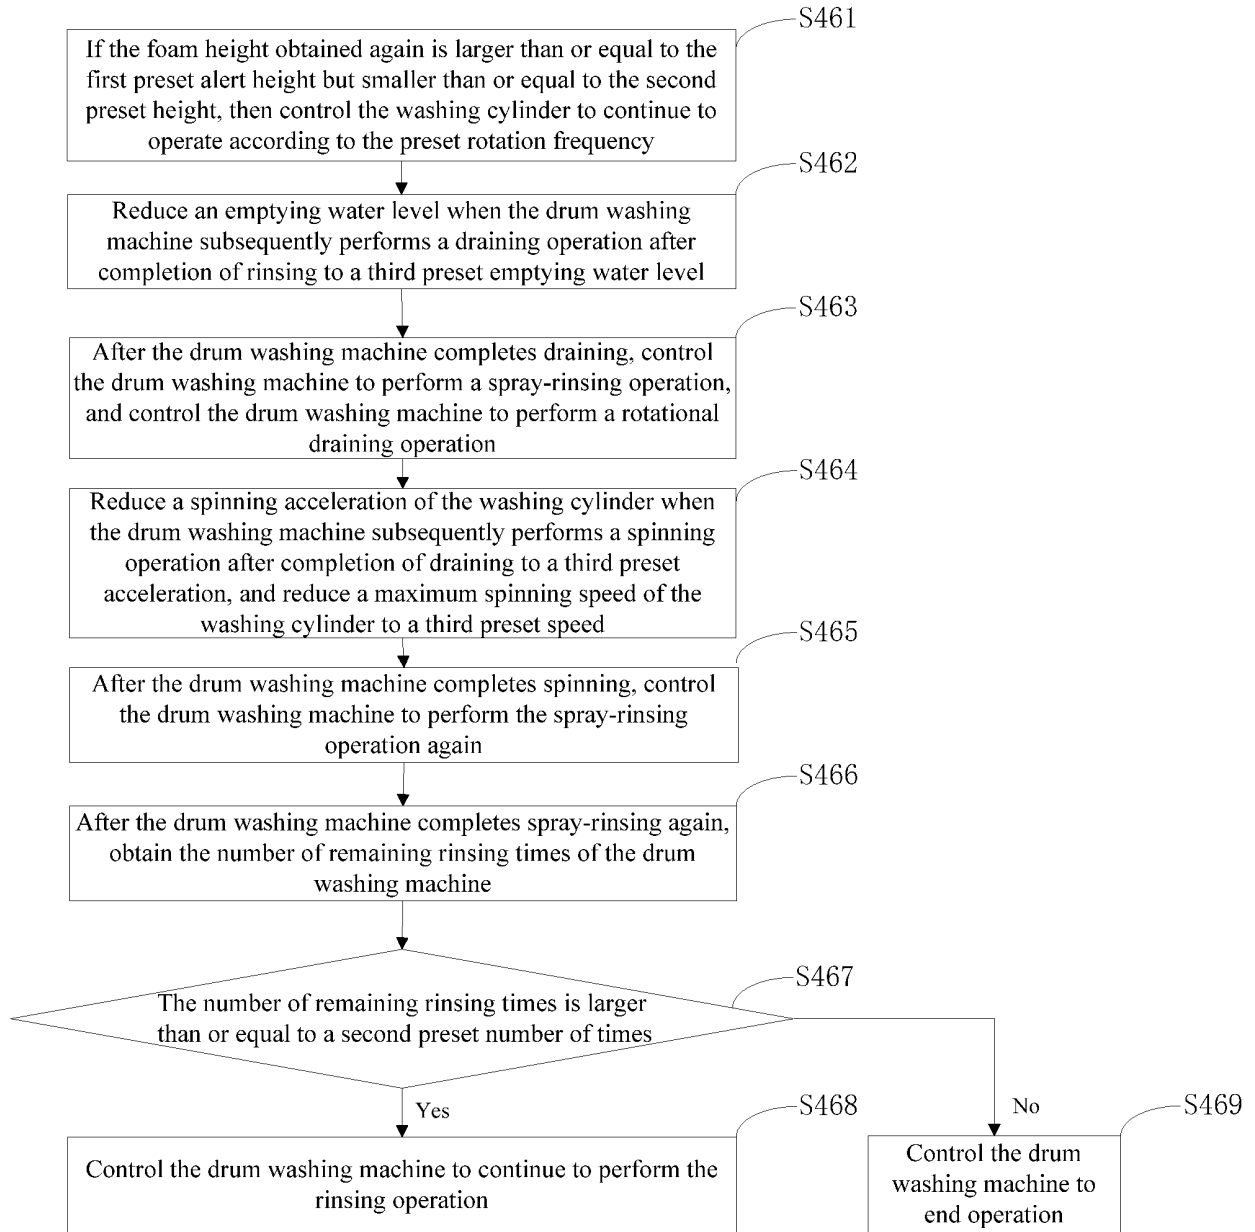 S461
If the foam height obtained again is larger than or equal to the
first preset alert height but smaller than or equal to the second
preset height, then control the washing cylinder to continue to
operate according to the preset rotation frequency
S462
Reduce an emptying water level when the drum washing
machine subsequently performs a draining operation after
completion of rinsing to a third preset emptying water level
S463
After the drum washing machine completes draining, control
the drum washing machine to perform a spray-rinsing operation,
and control the drum washing machine to perform a rotational
draining operation
S464
Reduce a spinning acceleration of the washing cylinder when
the drum washing machine subsequently performs a spinning
operation after completion of draining to a third preset
acceleration, and reduce a maximum spinning speed of the
washing cylinder to a third preset speed
S465
After the drum washing machine completes spinning, control
the drum washing machine to perform the spray-rinsing
operation again
S466
After the drum washing machine completes spray-rinsing again,
obtain the number of remaining rinsing times of the drum
washing machine
S467
The number of remaining rinsing times is larger
than or equal to a second preset number of times
Yes
S468
Control the drum washing machine to continue to perform the
rinsing operation
No
S469
Control the drum
washing machine to
end operation